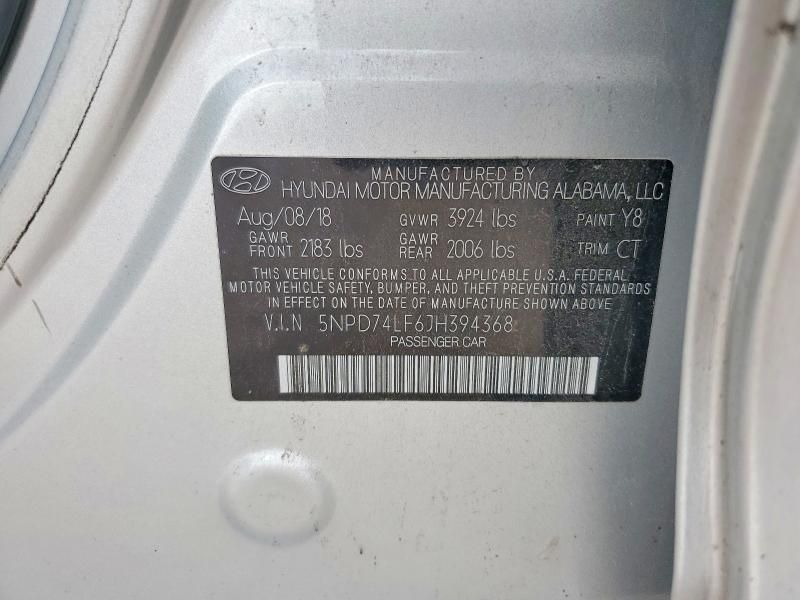 MANUFACTURED BY
HYUNDAI MOTOR MANUFACTURING ALABAMA, LLC
Aug/08/18 GVWR 3924 lbs PAINT Y8
GAWR FRONT 2183 lbs GAWR REAR 2006 lbs TRIM CT
THIS VEHICLE CONFORMS TO ALL APPLICABLE U.S.A. FEDERAL
MOTOR VEHICLE SAFETY, BUMPER, AND THEFT PREVENTION STANDARDS
IN EFFECT ON THE DATE OF MANUFACTURE SHOWN ABOVE
V.I.N 5NPD74LF6JH394368
PASSENGER CAR